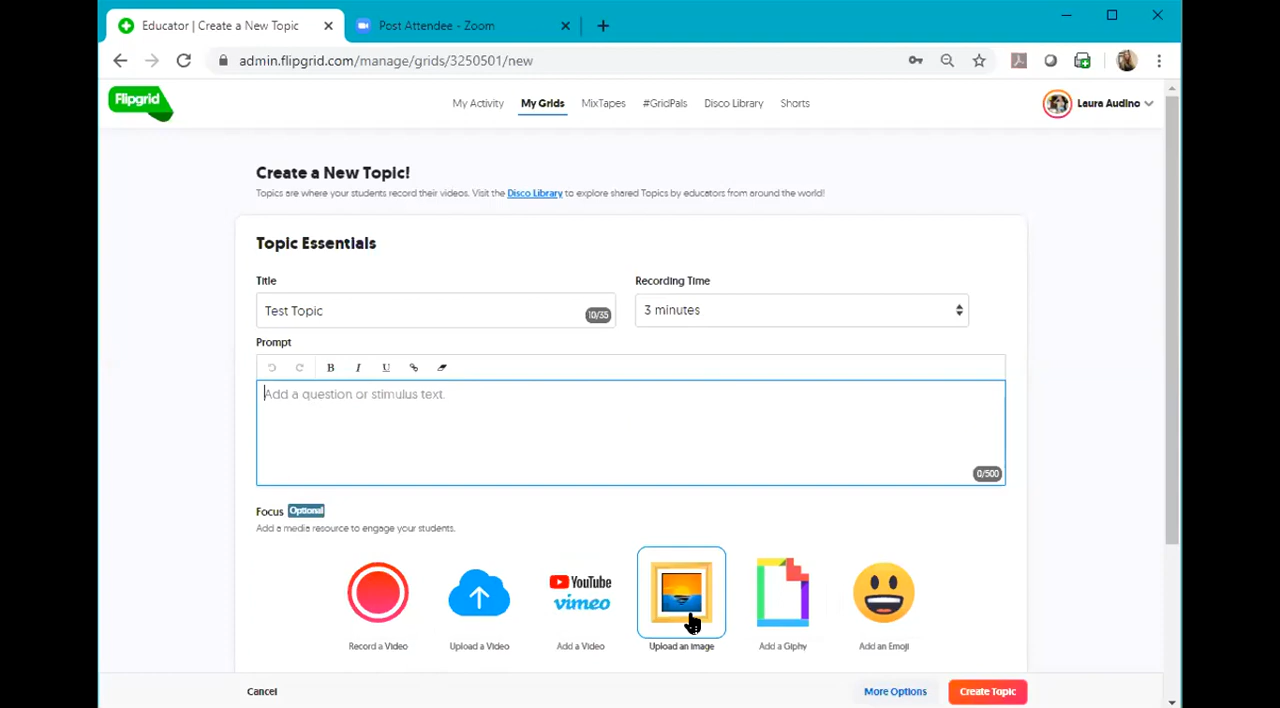 Educator | Create a New Topic
Post Attendee - Zoom
admin.flipgrid.com/manage/grids/3250501/new
Flipgrid
My Activity My Grids MixTapes #GridPals Disco Library Shorts
Laura Audino
Create a New Topic!
Topics are where your students record their videos. Visit the Disco Library to explore shared Topics by educators from around the world!
Topic Essentials
Title
Recording Time
Test Topic
10/35
3 minutes
Prompt
B I U
Add a question or stimulus text.
0/500
Focus Optional
Add a media resource to engage your students.
YouTube
vimeo
Record a Video Upload a Video Add a Video Upload an Image Add a Giphy Add an Emoji
Cancel
More Options
Create Topic